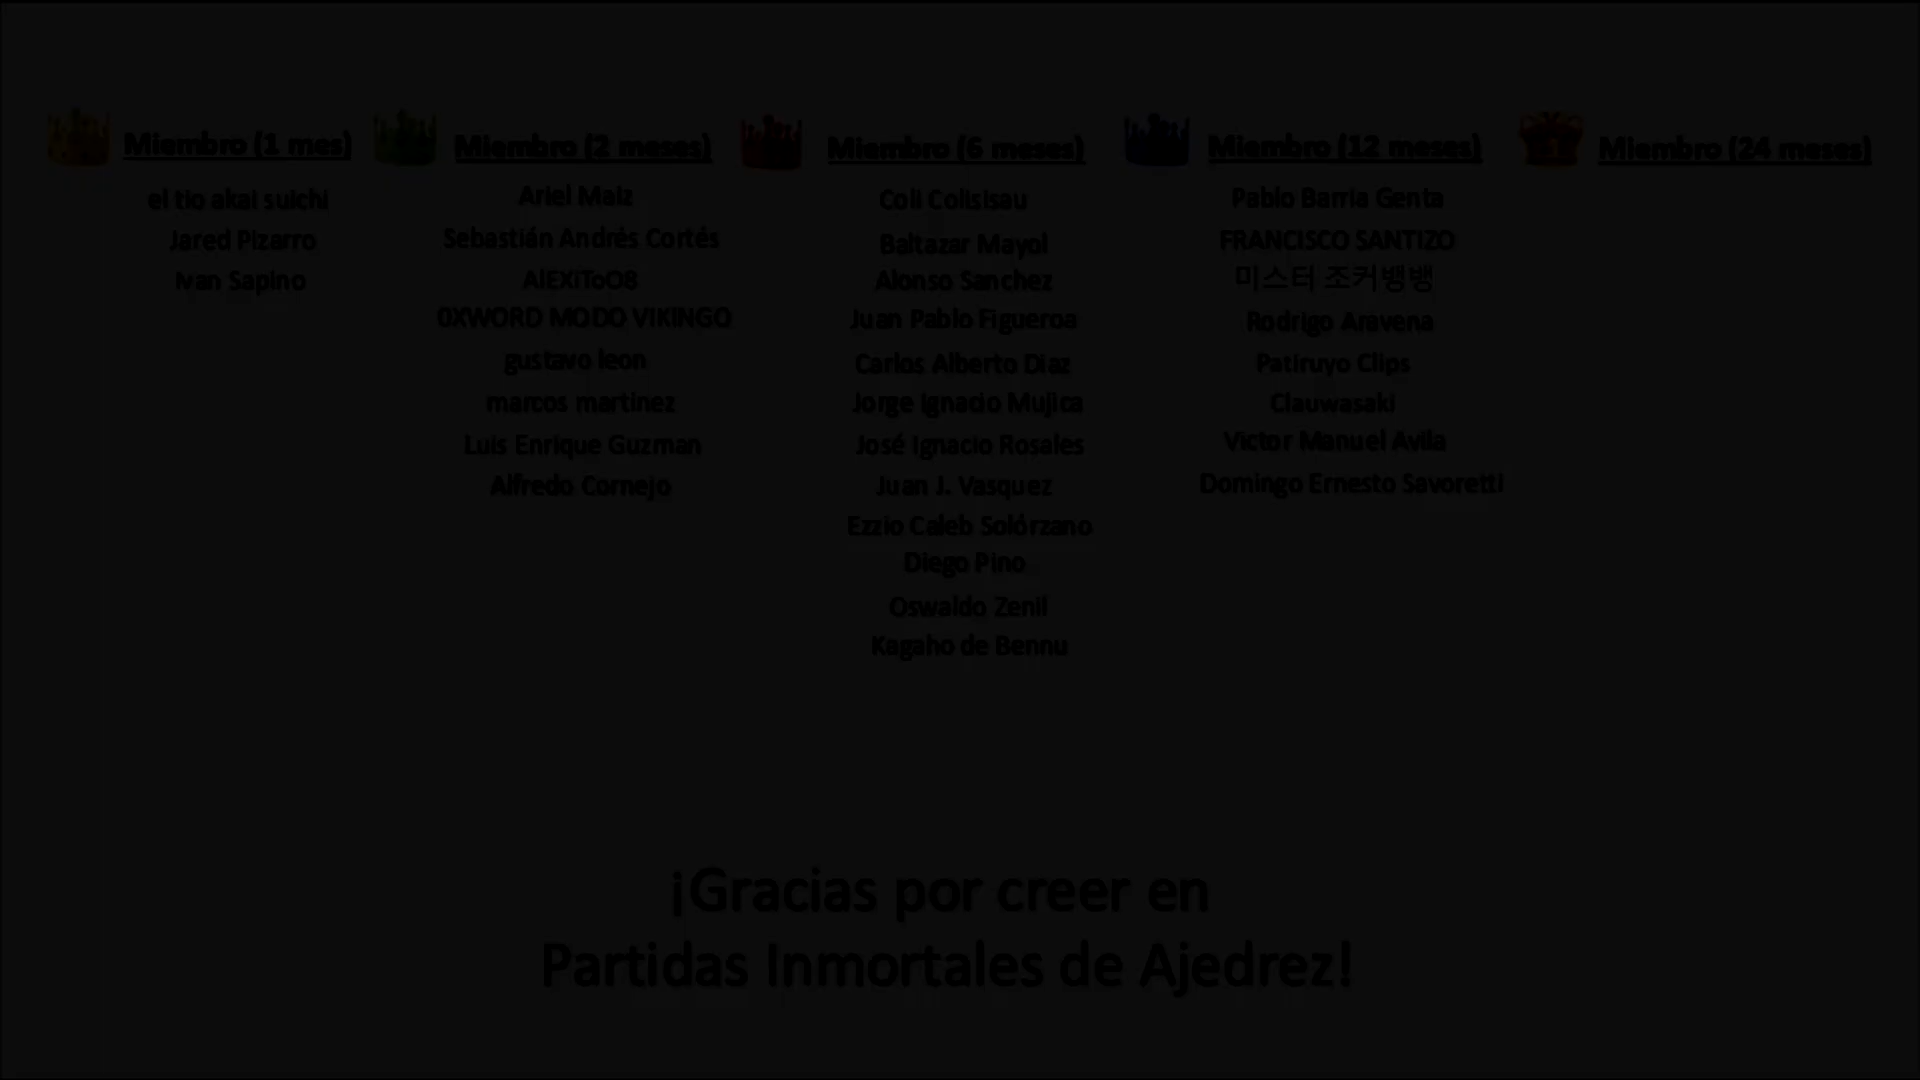 Miembro (1 mes)
el tio akai suichi
Jared Pizarro
Ivan Sapino
Miembro (2 meses)
Ariel Maiz
Sebastián Andrés Cortés
AlEXiToO8
0XWORD MODO VIKINGO
gustavo leon
marcos martinez
Luis Enrique Guzman
Alfredo Cornejo
Miembro (6 meses)
Coli Colisisau
Baltazar Mayol
Alonso Sanchez
Juan Pablo Figueroa
Carlos Alberto Diaz
Jorge Ignacio Mujica
José Ignacio Rosales
Juan J. Vasquez
Ezzio Caleb Solórzano
Diego Pino
Oswaldo Zenil
Kagaho de Bennu
Miembro (12 meses)
Pablo Barria Genta
FRANCISCO SANTIZO
미스터 조커뱅뱅
Rodrigo Aravena
Patiruyo Clips
Clauwasaki
Victor Manuel Avila
Domingo Ernesto Savoretti
Miembro (24 meses)
¡Gracias por creer en
Partidas Inmortales de Ajedrez!